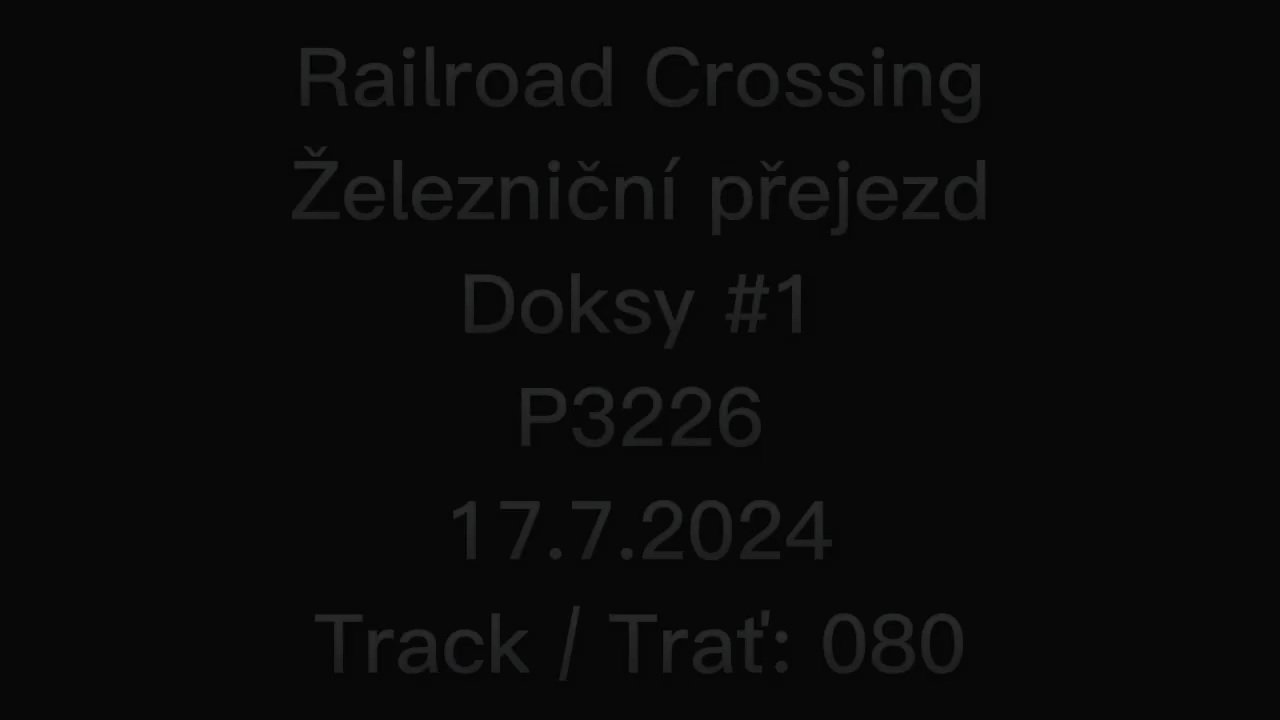 Railroad Crossing
Železniční přejezd
Doksy #1
P3226
17.7.2024
Track / Trať: 080